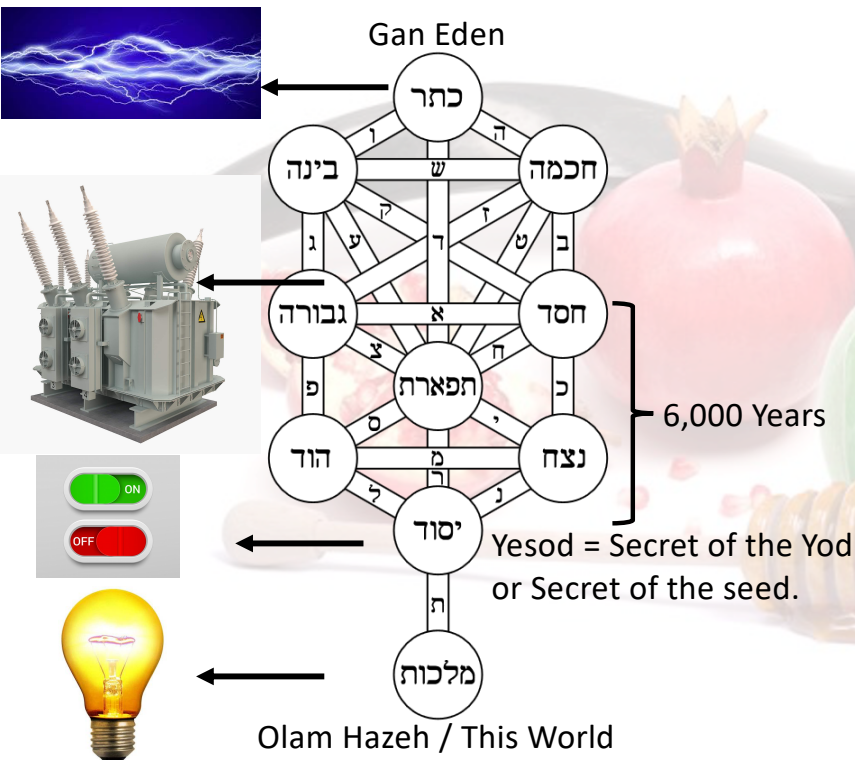 Gan Eden
כתר
ו
ה
בינה
ש
חכמה
ק
ז
ג
ע
ד
ט
ב
גבורה
א
חסד
צ
ח
פ
תפארת
כ
6,000 Years
ס
י
הוד
מ
נצח
ר
ל
נ
ON
OFF
יסוד
Yesod = Secret of the Yod
or Secret of the seed.
ת
מלכות
Olam Hazeh / This World